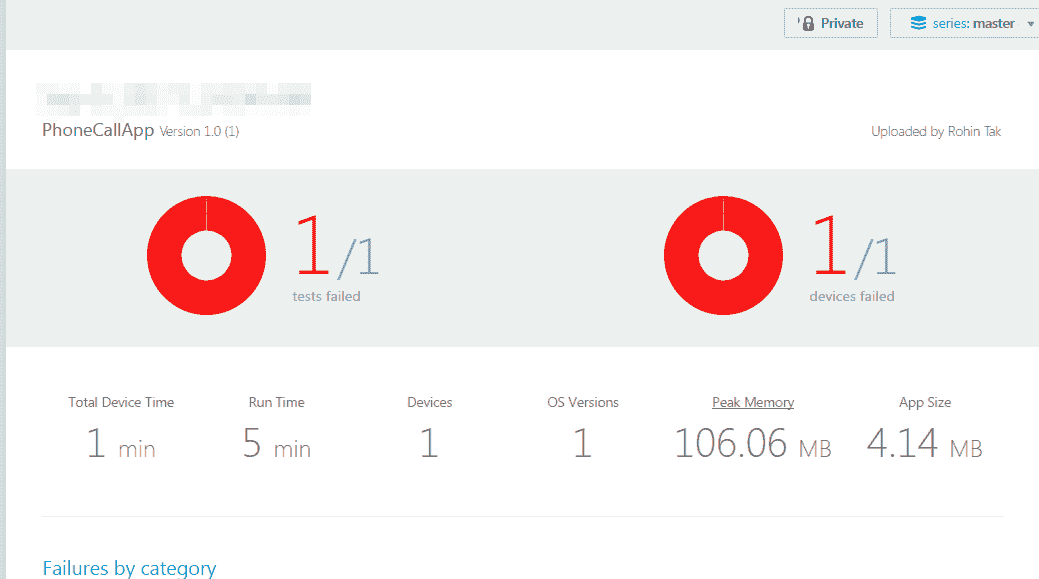 Private
series: master
PhoneCallApp Version 1.0 (1)
Uploaded by Rohin Tak
1/1
tests failed
1/1
devices failed
Total Device Time
1 min
Run Time
5 min
Devices
1
OS Versions
1
Peak Memory
106.06 MB
App Size
4.14 MB
Failures by category